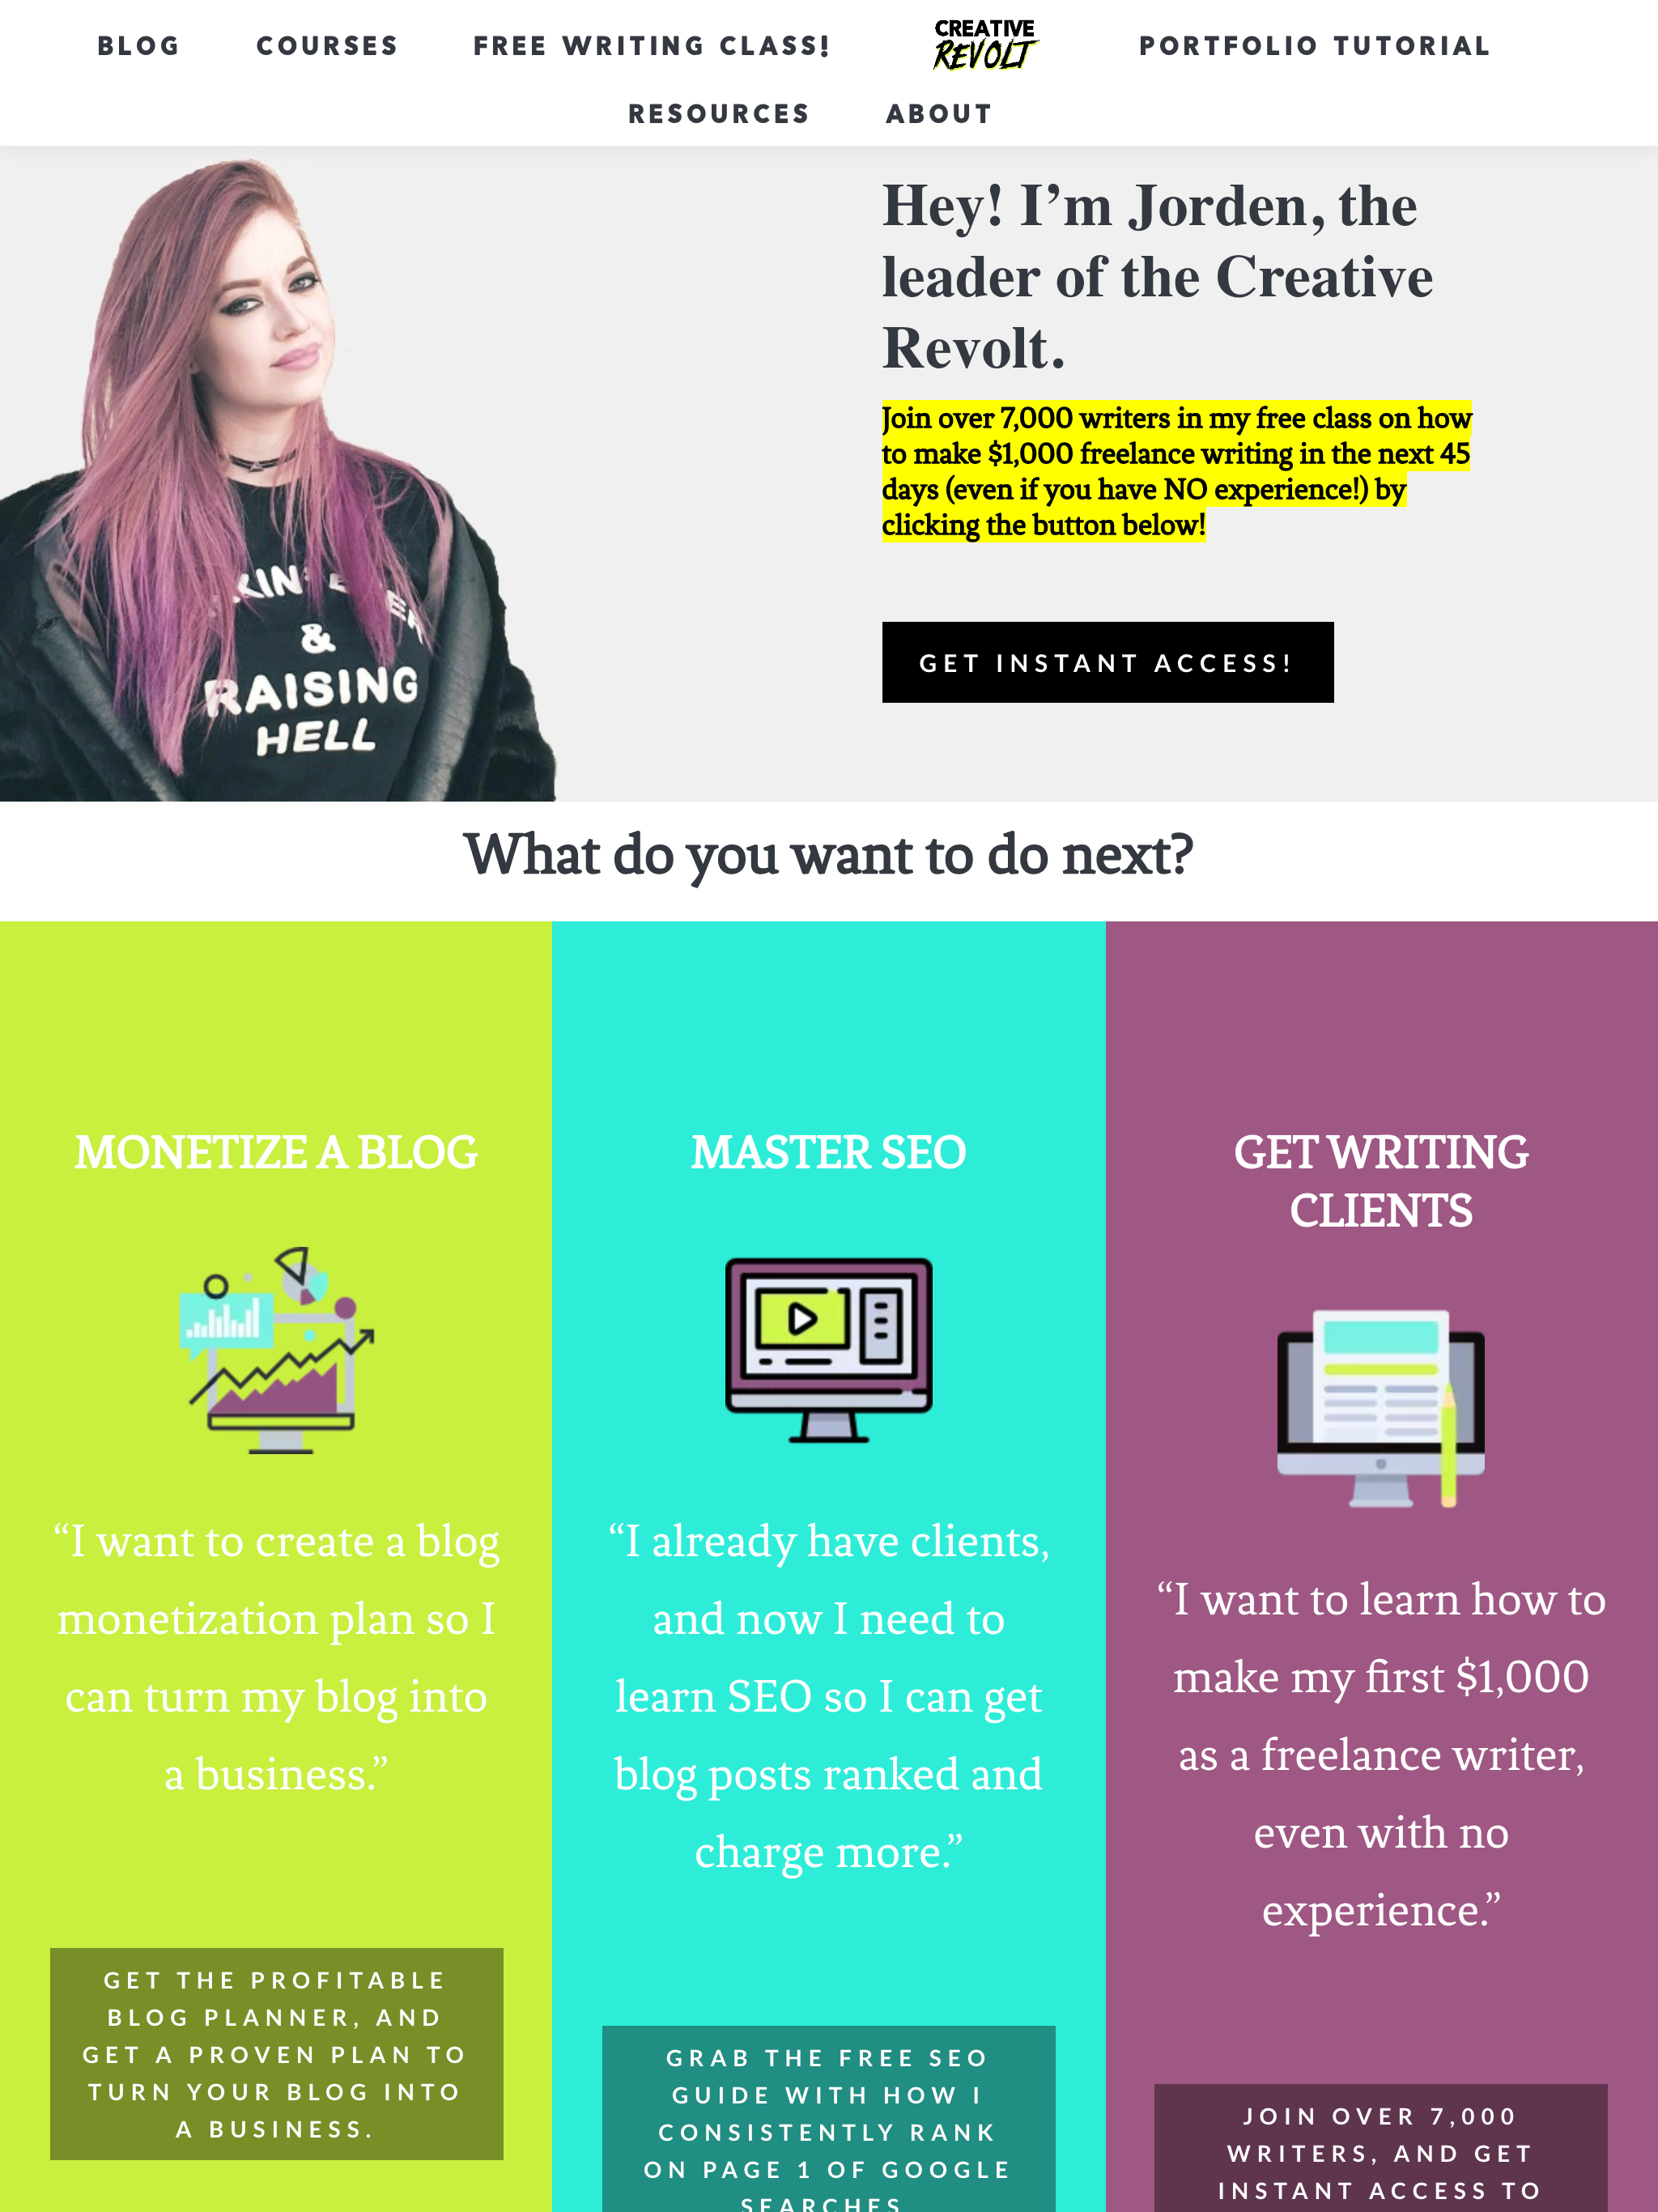 BLOG COURSES FREE WRITING CLASS! CREATIVE REVOLT PORTFOLIO TUTORIAL
RESOURCES ABOUT
Hey! I’m Jorden, the
leader of the Creative
Revolt.
Join over 7,000 writers in my free class on how
to make $1,000 freelance writing in the next 45
days (even if you have NO experience!) by
clicking the button below!
GET INSTANT ACCESS!
&
RAISING
HELL
What do you want to do next?
MONETIZE A BLOG
“I want to create a blog
monetization plan so I
can turn my blog into
a business.”
GET THE PROFITABLE
BLOG PLANNER, AND
GET A PROVEN PLAN TO
TURN YOUR BLOG INTO
A BUSINESS.
MASTER SEO
“I already have clients,
and now I need to
learn SEO so I can get
blog posts ranked and
charge more.”
GRAB THE FREE SEO
GUIDE WITH HOW I
CONSISTENTLY RANK
ON PAGE 1 OF GOOGLE
SEARCHES
GET WRITING
CLIENTS
“I want to learn how to
make my first $1,000
as a freelance writer,
even with no
experience.”
JOIN OVER 7,000
WRITERS, AND GET
INSTANT ACCESS TO